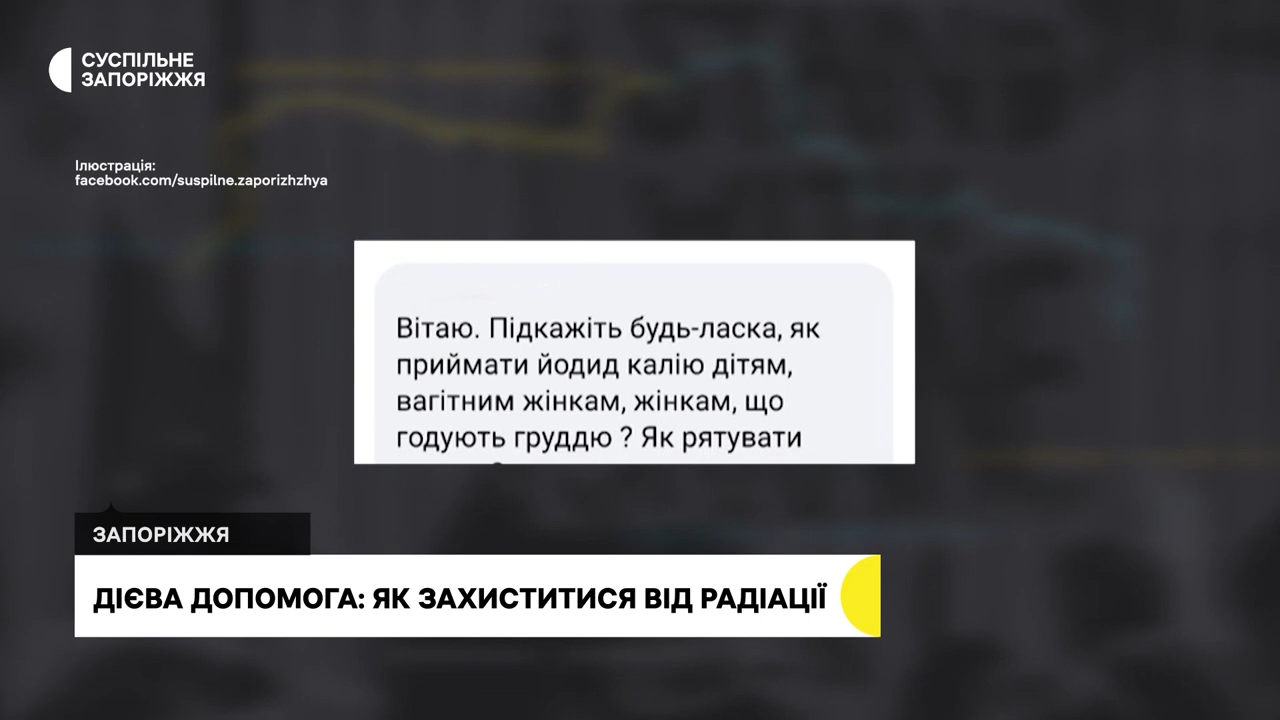 СУСПІЛЬНЕ
ЗАПОРІЖЖЯ
Ілюстрація:
facebook.com/suspilne.zaporizhzhya
Вітаю. Підкажіть будь-ласка, як
приймати йодид калію дітям,
вагітним жінкам, жінкам, що
годують груддю ? Як рятувати
ЗАПОРІЖЖЯ
ДІЄВА ДОПОМОГА: ЯК ЗАХИСТИТИСЯ ВІД РАДІАЦІЇ